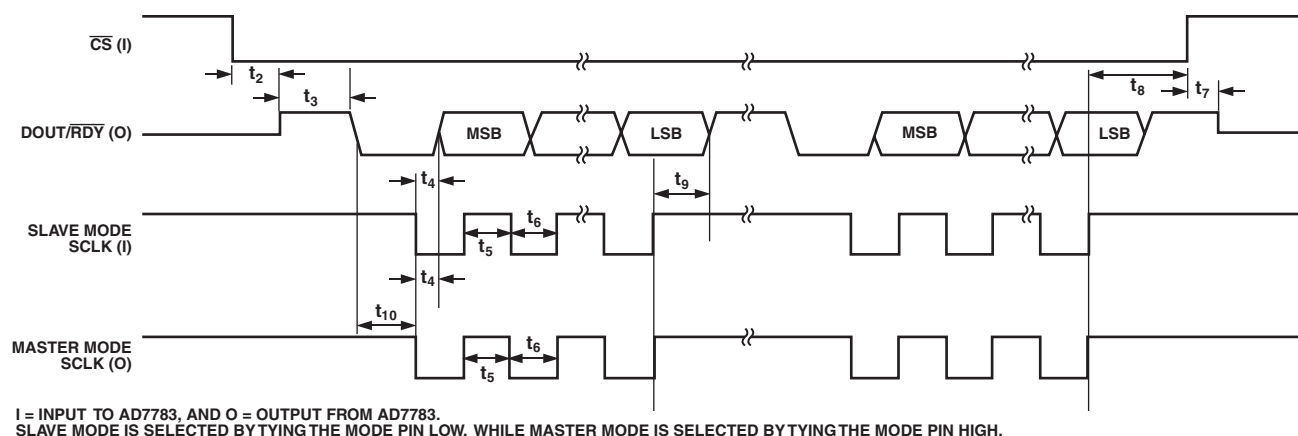 CS (I)
t2
t3
t8
t7
DOUT/RDY (O)
MSB
LSB
MSB
LSB
t4
t9
SLAVE MODE
SCLK (I)
t5
t6
t4
t10
MASTER MODE
SCLK (O)
t5
t6
I = INPUT TO AD7783, AND O = OUTPUT FROM AD7783.
SLAVE MODE IS SELECTED BY TYING THE MODE PIN LOW, WHILE MASTER MODE IS SELECTED BY TYING THE MODE PIN HIGH.